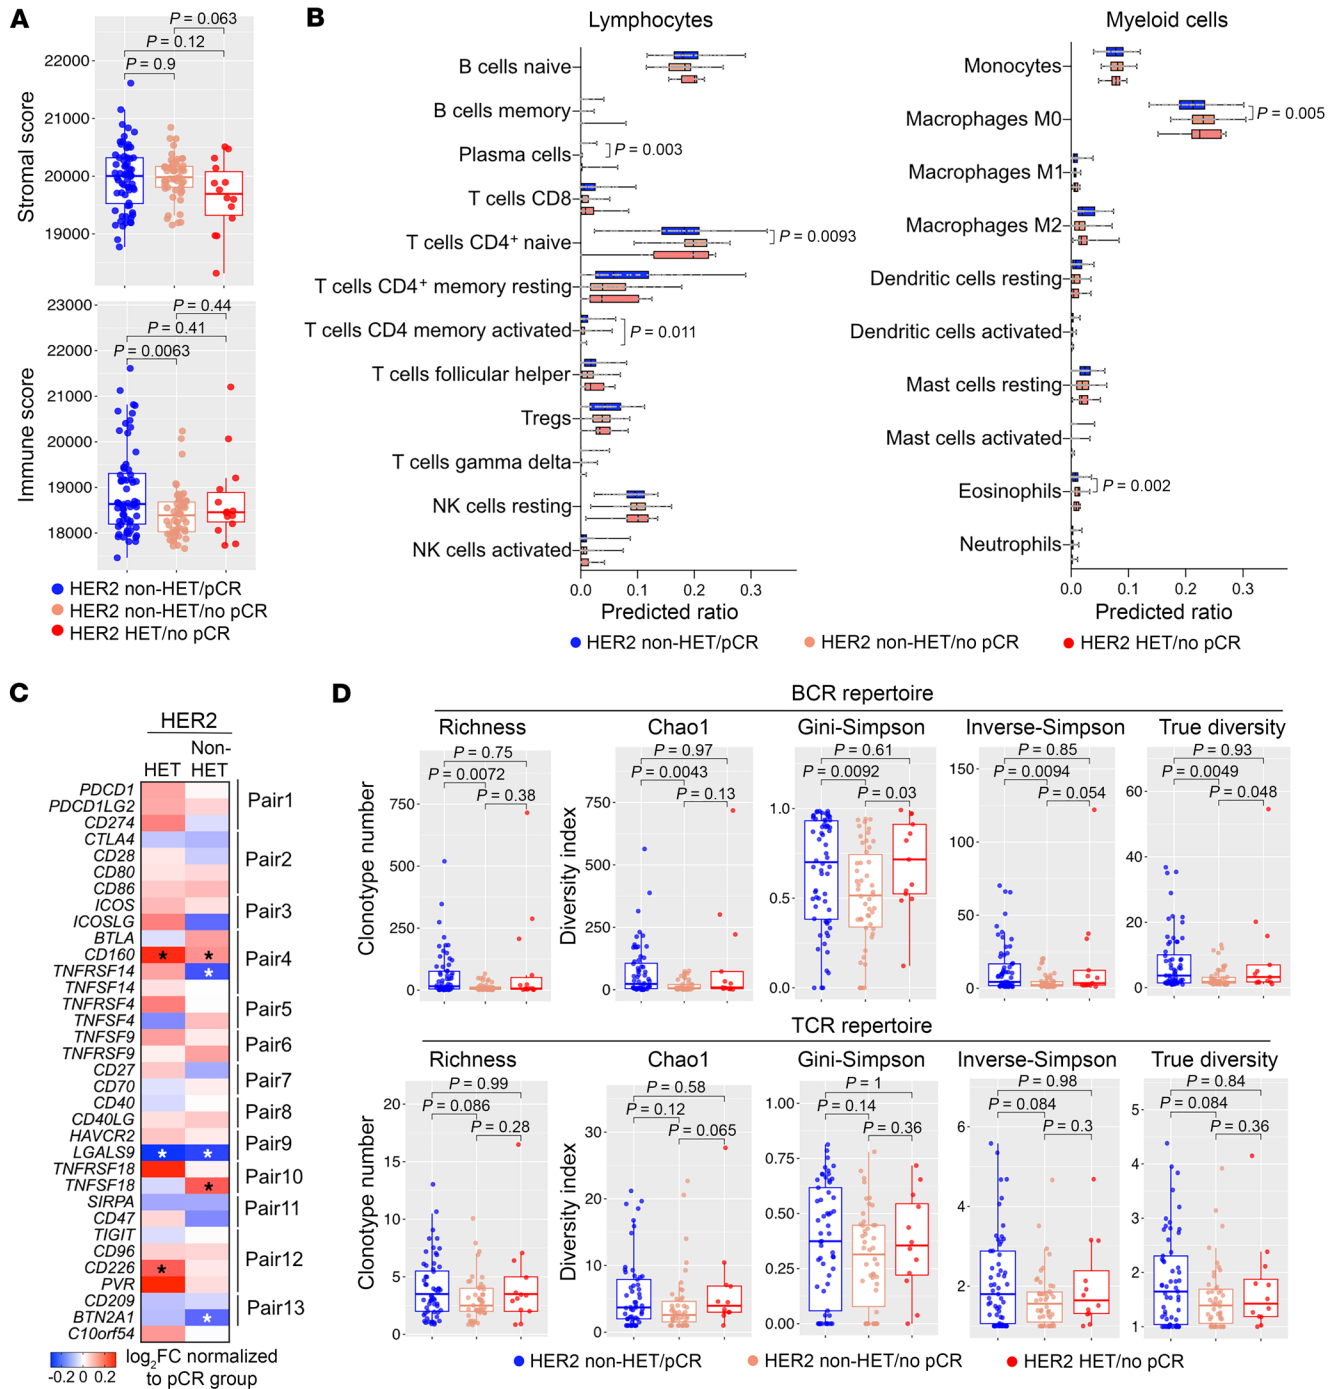 A
Stromal score
P = 0.063
P = 0.12
P = 0.9
22000
21000
20000
19000
Immune score
23000
P = 0.44
P = 0.41
P = 0.0063
22000
21000
20000
19000
18000
HER2 non-HET/pCR
HER2 non-HET/no pCR
HER2 HET/no pCR
B
Lymphocytes
B cells naive
B cells memory
Plasma cells
P = 0.003
T cells CD8
T cells CD4+ naive
P = 0.0093
T cells CD4+ memory resting
T cells CD4 memory activated
P = 0.011
T cells follicular helper
Tregs
T cells gamma delta
NK cells resting
NK cells activated
0.0 0.1 0.2 0.3
Predicted ratio
Myeloid cells
Monocytes
Macrophages M0
P = 0.005
Macrophages M1
Macrophages M2
Dendritic cells resting
Dendritic cells activated
Mast cells resting
Mast cells activated
Eosinophils
P = 0.002
Neutrophils
0.0 0.1 0.2 0.3
Predicted ratio
HER2 non-HET/pCR HER2 non-HET/no pCR HER2 HET/no pCR
C
HER2
HET Non-HET
PDCD1
PDCD1LG2
CD274
Pair1
CTLA4
CD28
CD80
CD86
Pair2
ICOS
ICOSLG
Pair3
BTLA
CD160 * *
TNFRSF14 *
TNFSF14
Pair4
TNFRSF4
TNFSF4
Pair5
TNFSF9
TNFRSF9
Pair6
CD27
CD70
Pair7
CD40
CD40LG
Pair8
HAVCR2
LGALS9 * *
Pair9
TNFRSF18
TNFSF18 *
Pair10
SIRPA
CD47
Pair11
TIGIT
CD96
CD226 *
PVR
Pair12
CD209
BTN2A1 *
Pair13
C10orf54
-0.2 0 0.2
log2FC normalized
to pCR group
D
BCR repertoire
Richness
Clonotype number
P = 0.75
P = 0.0072
P = 0.38
750
500
250
0
Chao1
Diversity index
P = 0.97
P = 0.0043
P = 0.13
750
500
250
0
Gini-Simpson
P = 0.61
P = 0.0092
P = 0.03
1.0
0.5
0.0
Inverse-Simpson
P = 0.85
P = 0.0094
P = 0.054
150
100
50
0
True diversity
P = 0.93
P = 0.0049
P = 0.048
60
40
20
0
TCR repertoire
Richness
Clonotype number
P = 0.99
P = 0.086
P = 0.28
20
15
10
5
0
Chao1
Diversity index
P = 0.58
P = 0.12
P = 0.065
30
20
10
0
Gini-Simpson
P = 1
P = 0.14
P = 0.36
1.00
0.75
0.50
0.25
0.00
Inverse-Simpson
P = 0.98
P = 0.084
P = 0.3
6
4
2
True diversity
P = 0.84
P = 0.084
P = 0.36
5
4
3
2
1
HER2 non-HET/pCR HER2 non-HET/no pCR HER2 HET/no pCR